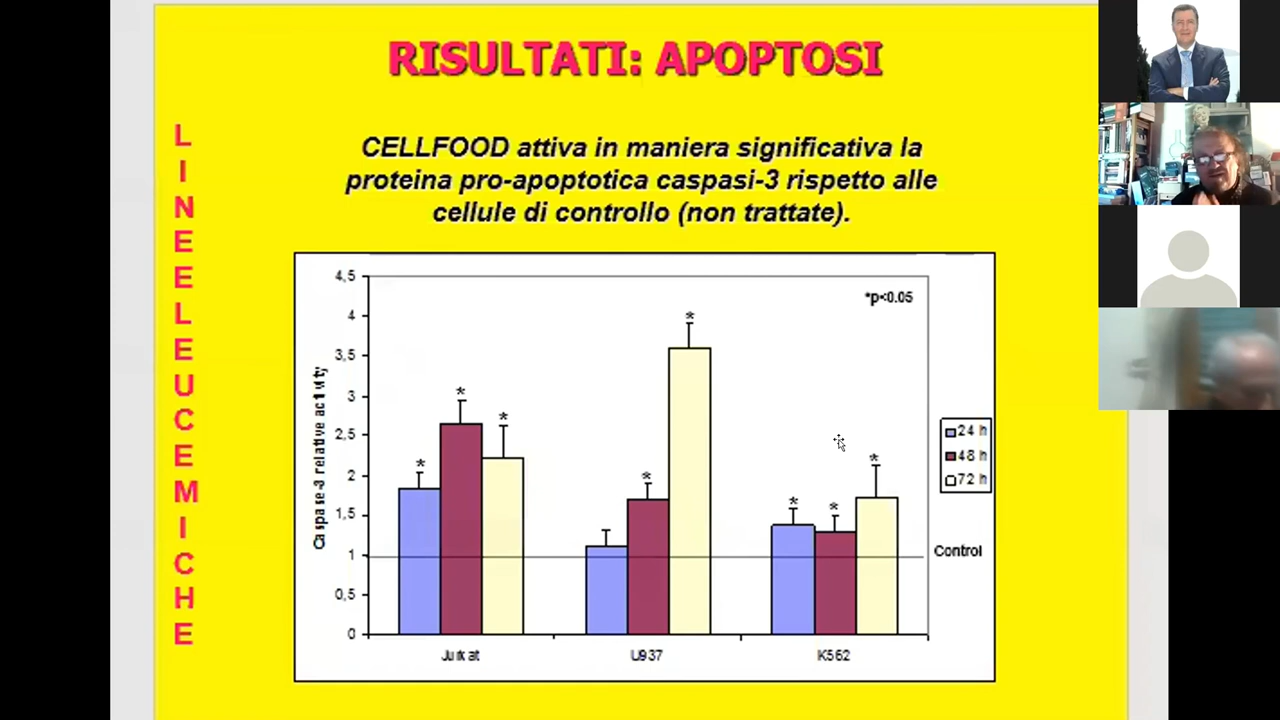 RISULTATI: APOPTOSI
LINEE LEUCEMICHE
CELLFOOD attiva in maniera significativa la
proteina pro-apoptotica caspasi-3 rispetto alle
cellule di controllo (non trattate).
*p<0.05
Caspase-3 relative activity
4,5
4
3,5
3
2,5
2
1,5
1
0,5
0
* * *
* *
* * *
24 h
48 h
72 h
Control
Jurkat U937 K562